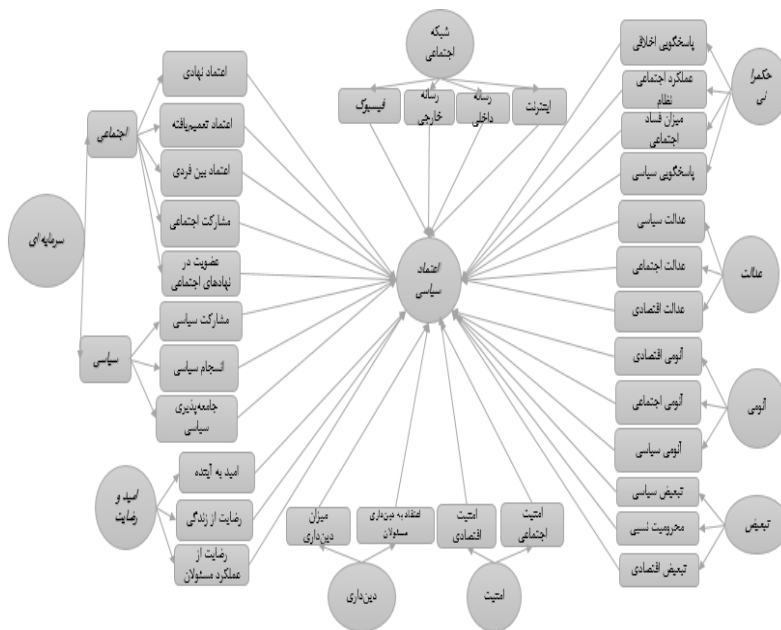 شبکه
اجتماعی
اینترنت
رسانه
داخلی
رسانه
خارجی
فیسبوک
حکمرا
نی
پاسخگویی اخلاقی
عملکرد اجتماعی
نظام
میزان فساد
اجتماعی
پاسخگویی سیاسی
عدالت
عدالت سیاسی
عدالت اجتماعی
عدالت اقتصادی
آنومی
آنومی اقتصادی
آنومی اجتماعی
آنومی سیاسی
تبعیض
تبعیض سیاسی
محرومیت نسبی
تبعیض اقتصادی
اعتماد
سیاسی
اعتماد نهادی
اعتماد تعمیم‌یافته
اعتماد بین فردی
مشارکت اجتماعی
عضویت در
نهادهای اجتماعی
اجتماعی
سرمایه ای
سیاسی
مشارکت سیاسی
انسجام سیاسی
جامعه‌پذیری
سیاسی
امید و
رضایت
امید به آینده
رضایت از زندگی
رضایت از
عملکرد مسئولان
امنیت
اجتماعی
امنیت
اقتصادی
امنیت
اعتقاد به دین‌داری
مسئولان
میزان
دین‌داری
دین‌داری